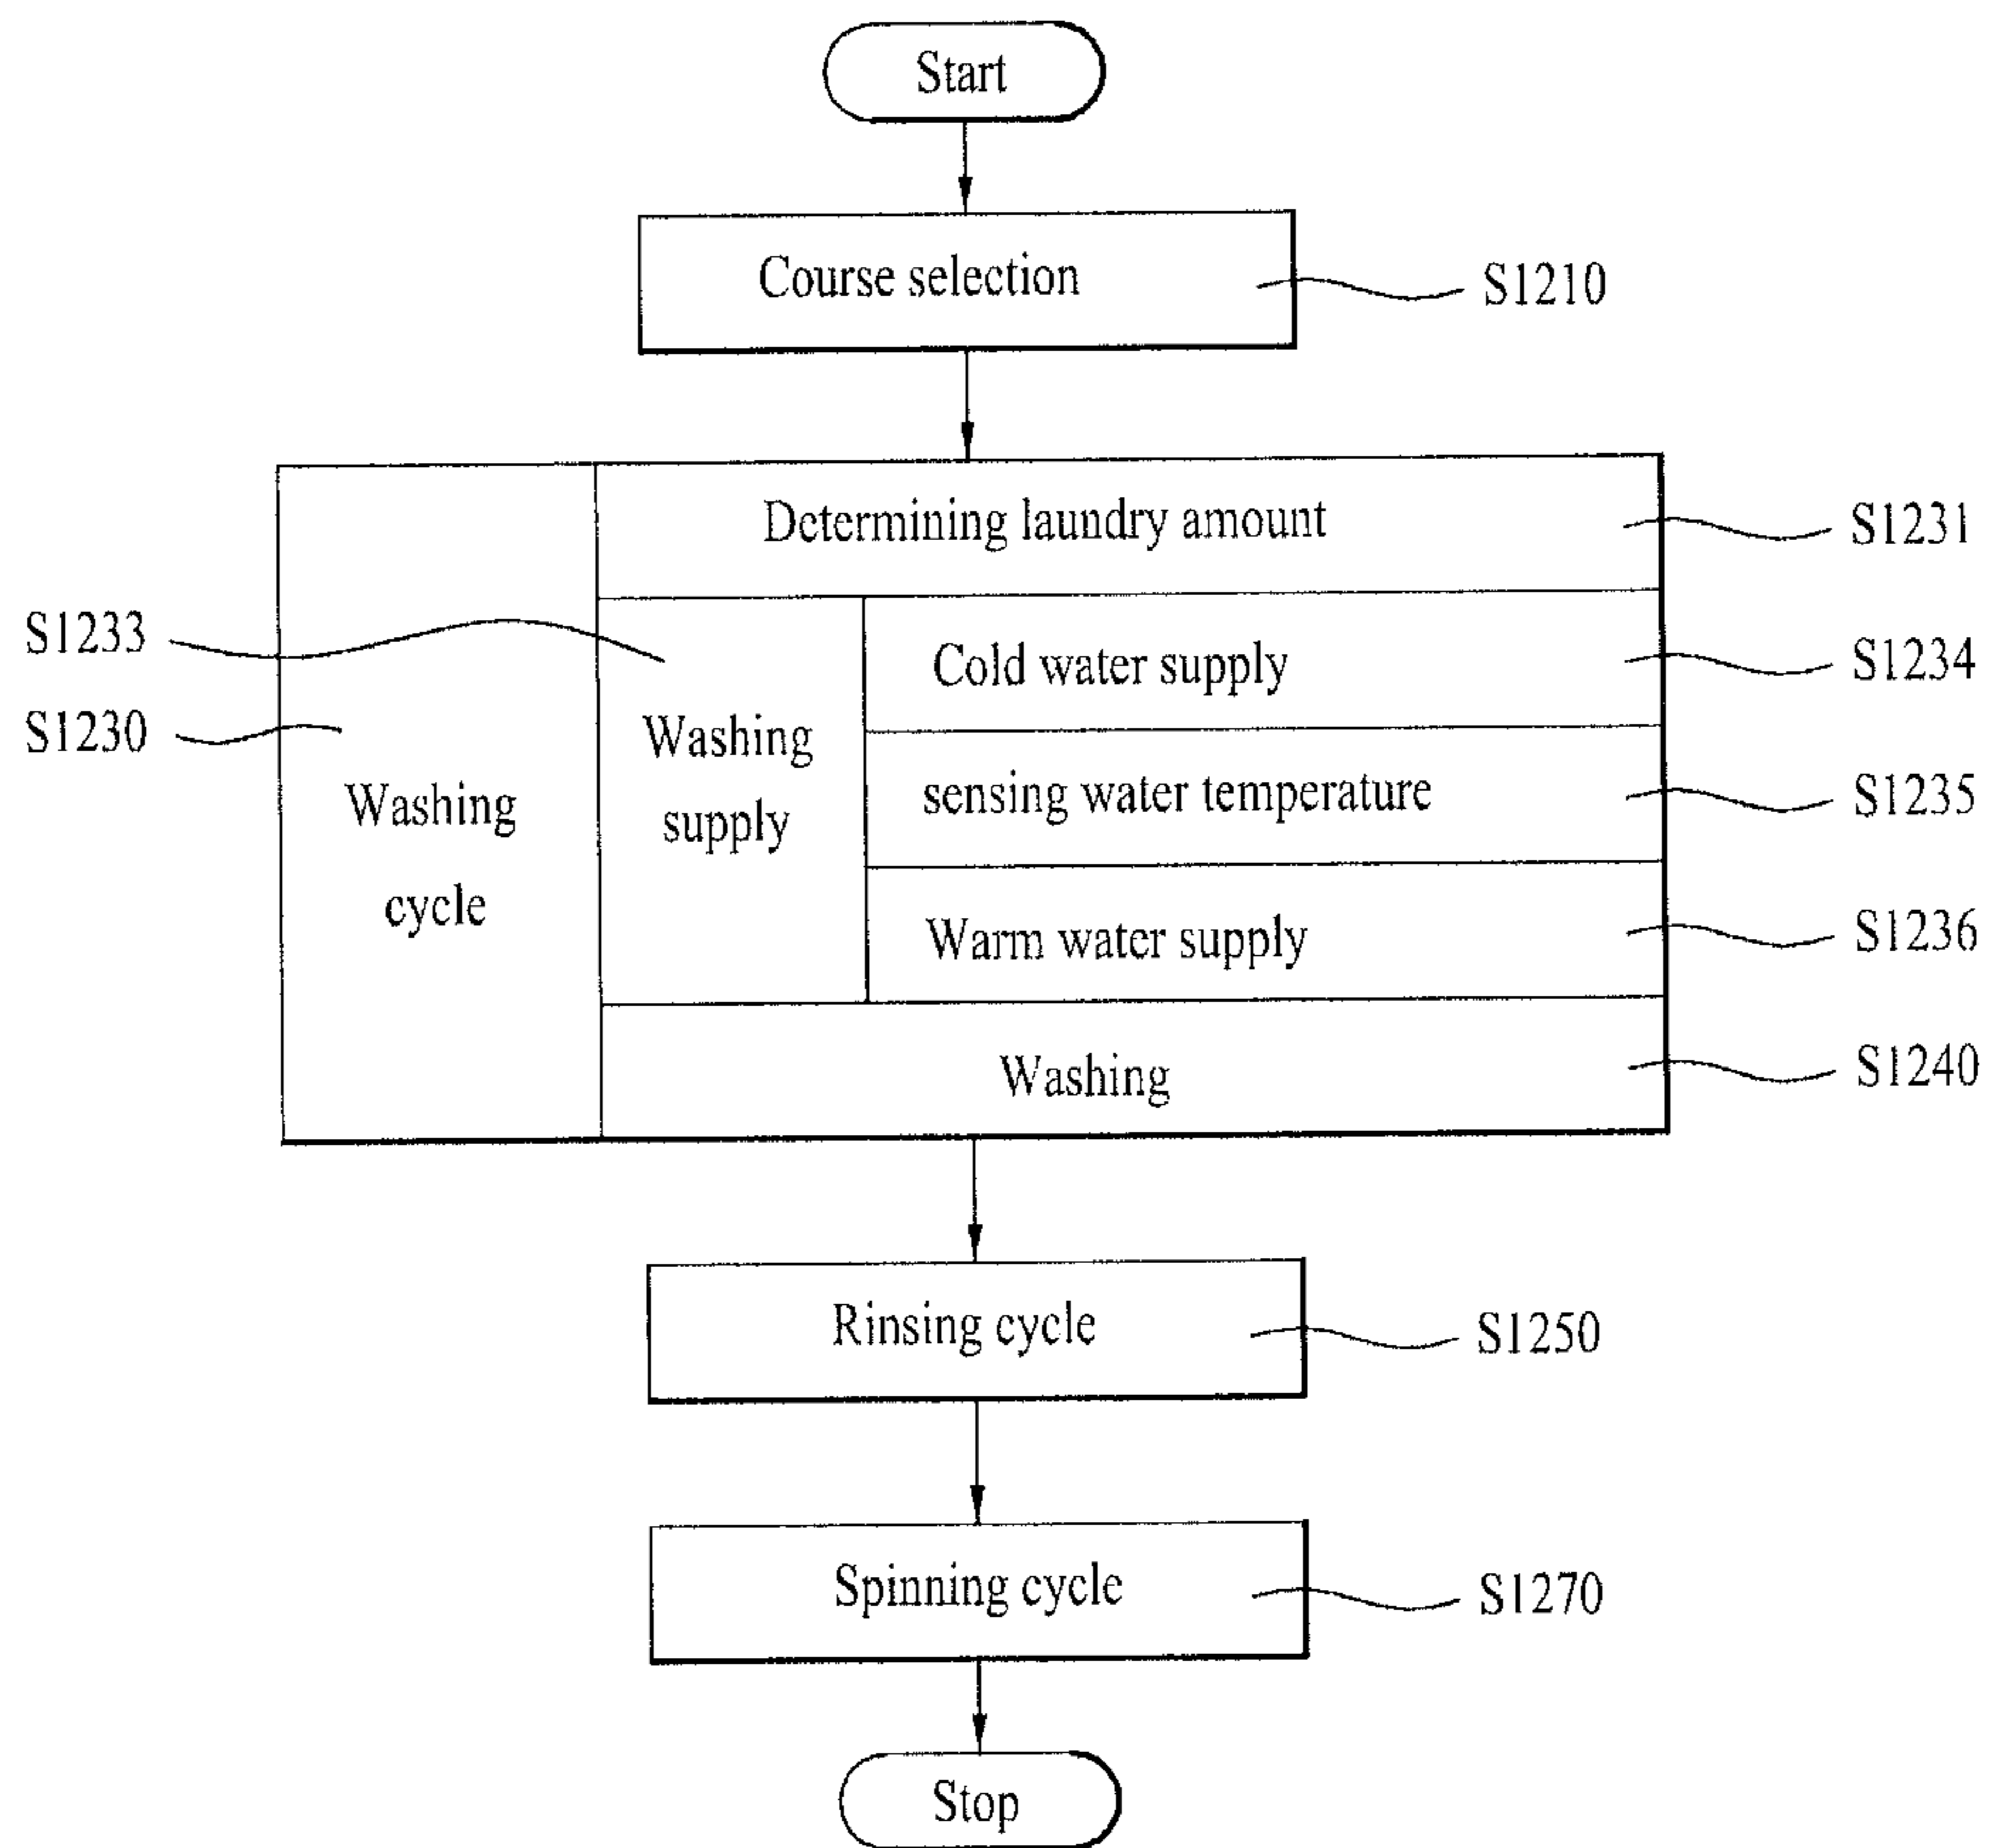 Start
Course selection
S1210
Determining laundry amount
S1231
S1233
Cold water supply
S1234
S1230
Washing
supply
sensing water temperature
S1235
Washing
cycle
Warm water supply
S1236
Washing
S1240
Rinsing cycle
S1250
Spinning cycle
S1270
Stop